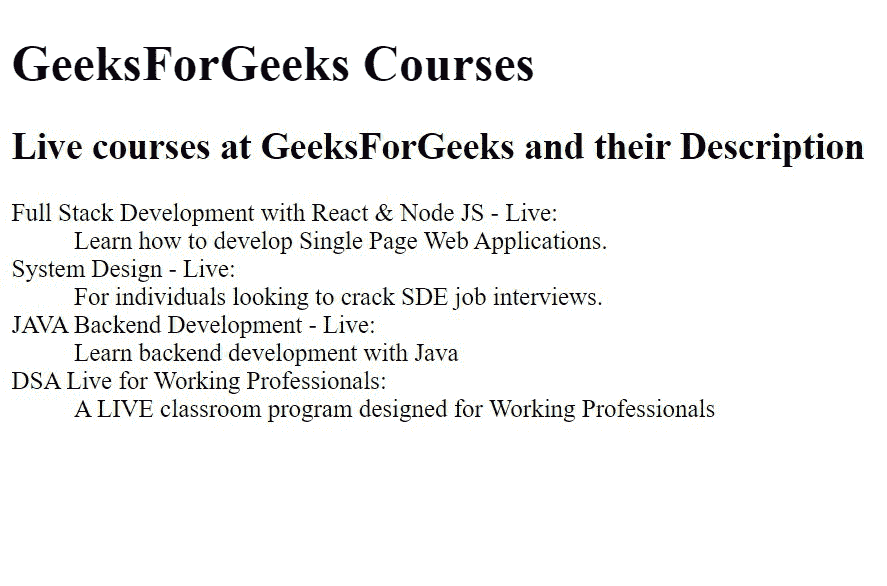 GeeksForGeeks Courses
Live courses at GeeksForGeeks and their Description
Full Stack Development with React & Node JS - Live:
Learn how to develop Single Page Web Applications.
System Design - Live:
For individuals looking to crack SDE job interviews.
JAVA Backend Development - Live:
Learn backend development with Java
DSA Live for Working Professionals:
A LIVE classroom program designed for Working Professionals